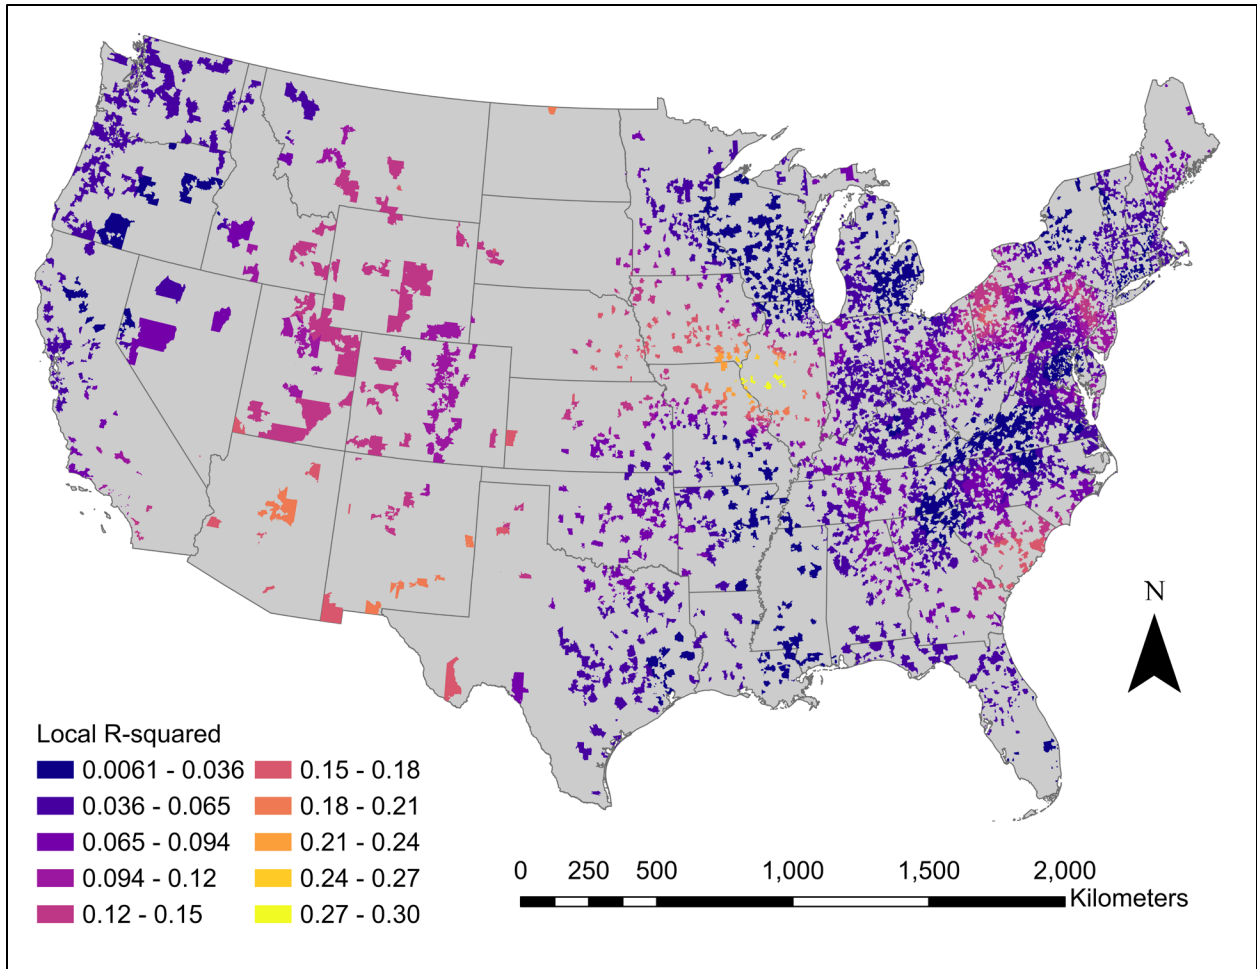 N
Local R-squared
0.0061 - 0.036
0.15 - 0.18
0.036 - 0.065
0.18 - 0.21
0.065 - 0.094
0.21 - 0.24
0.094 - 0.12
0.24 - 0.27
0.12 - 0.15
0.27 - 0.30
0 250 500 1,000 1,500 2,000
Kilometers